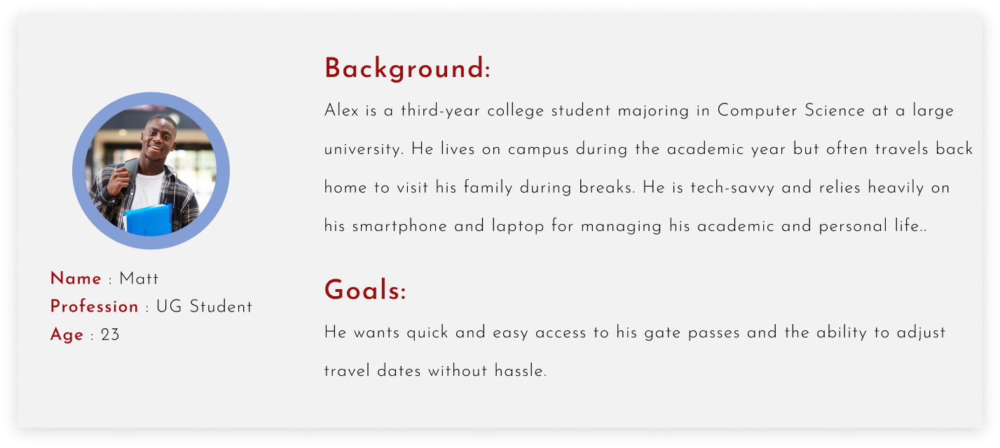 Name : Matt
Profession : UG Student
Age : 23
Background:
Alex is a third-year college student majoring in Computer Science at a large
university. He lives on campus during the academic year but often travels back
home to visit his family during breaks. He is tech-savvy and relies heavily on
his smartphone and laptop for managing his academic and personal life..
Goals:
He wants quick and easy access to his gate passes and the ability to adjust
travel dates without hassle.